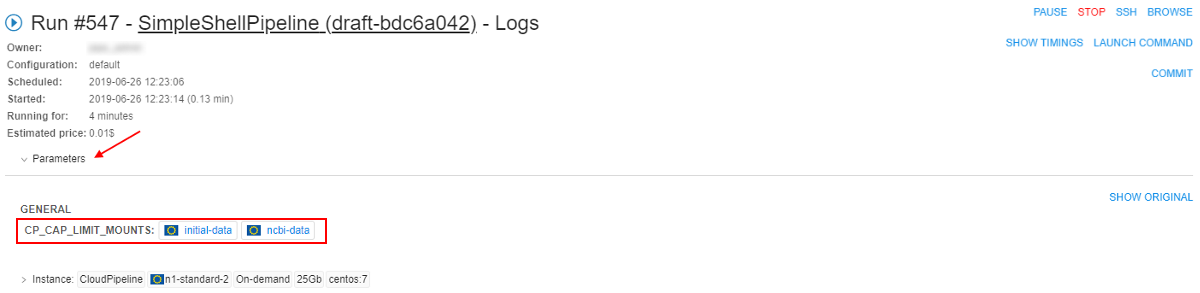 Run #547 - SimpleShellPipeline (draft-bdc6a042) - Logs
PAUSE STOP SSH BROWSE
Owner:
SHOW TIMINGS LAUNCH COMMAND
Configuration: default
Scheduled: 2019-06-26 12:23:06
COMMIT
Started: 2019-06-26 12:23:14 (0.13 min)
Running for: 4 minutes
Estimated price: 0.01$
Parameters
SHOW ORIGINAL
GENERAL
CP_CAP_LIMIT_MOUNTS: initial-data ncbi-data
Instance: CloudPipeline n1-standard-2 On-demand 25Gb centos:7